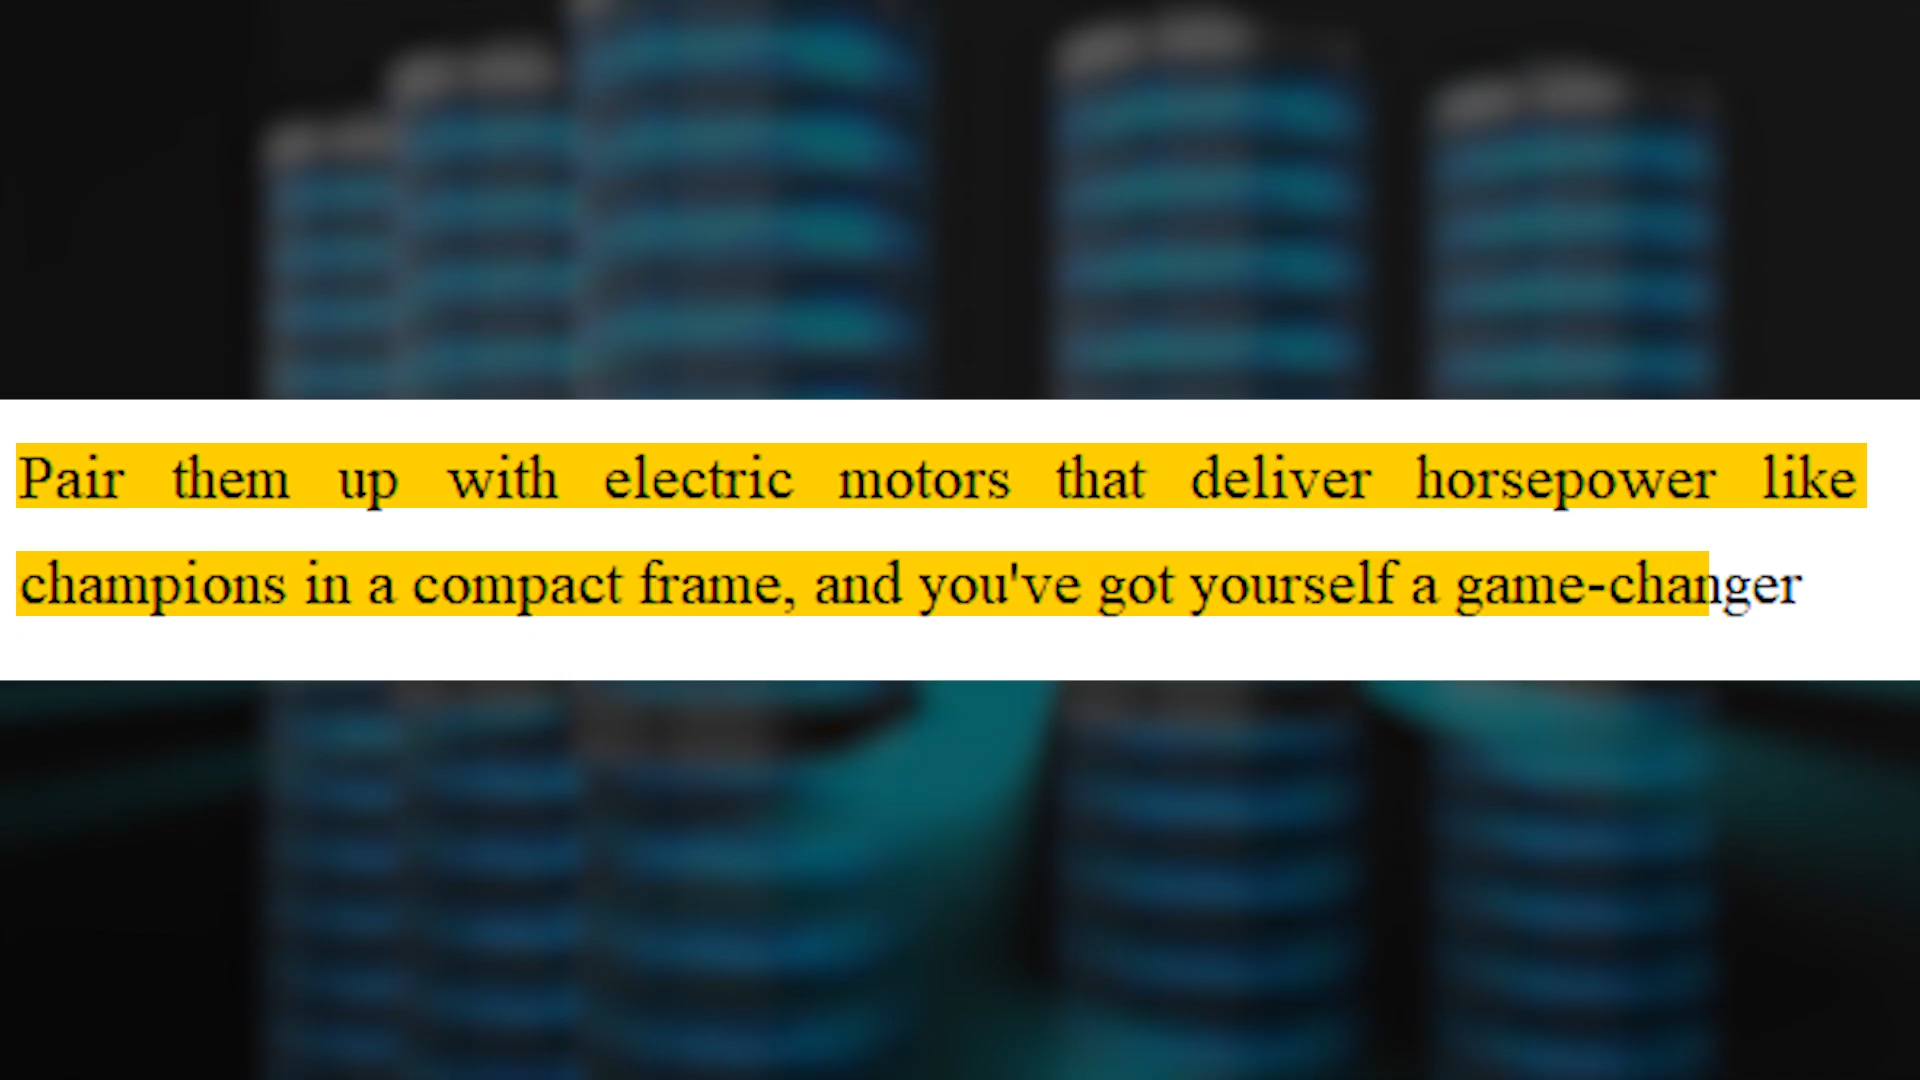 Pair them up with electric motors that deliver horsepower like
champions in a compact frame, and you've got yourself a game-changer